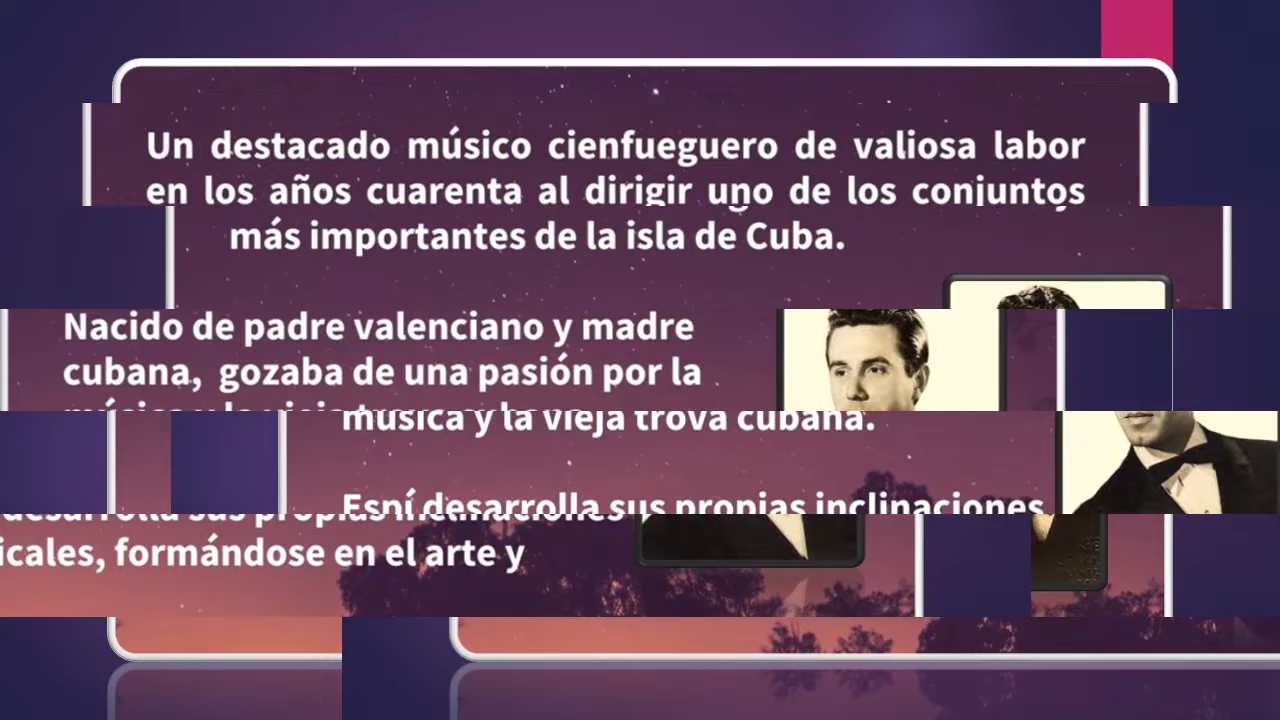 Un destacado músico cienfueguero de valiosa labor
en los años cuarenta al dirigir uno de los conjuntos
más importantes de la isla de Cuba.
Nacido de padre valenciano y madre
cubana, gozaba de una pasión por la
música y la vieja trova cubana.
Espí desarrolla sus propias inclinaciones
icales, formándose en el arte y